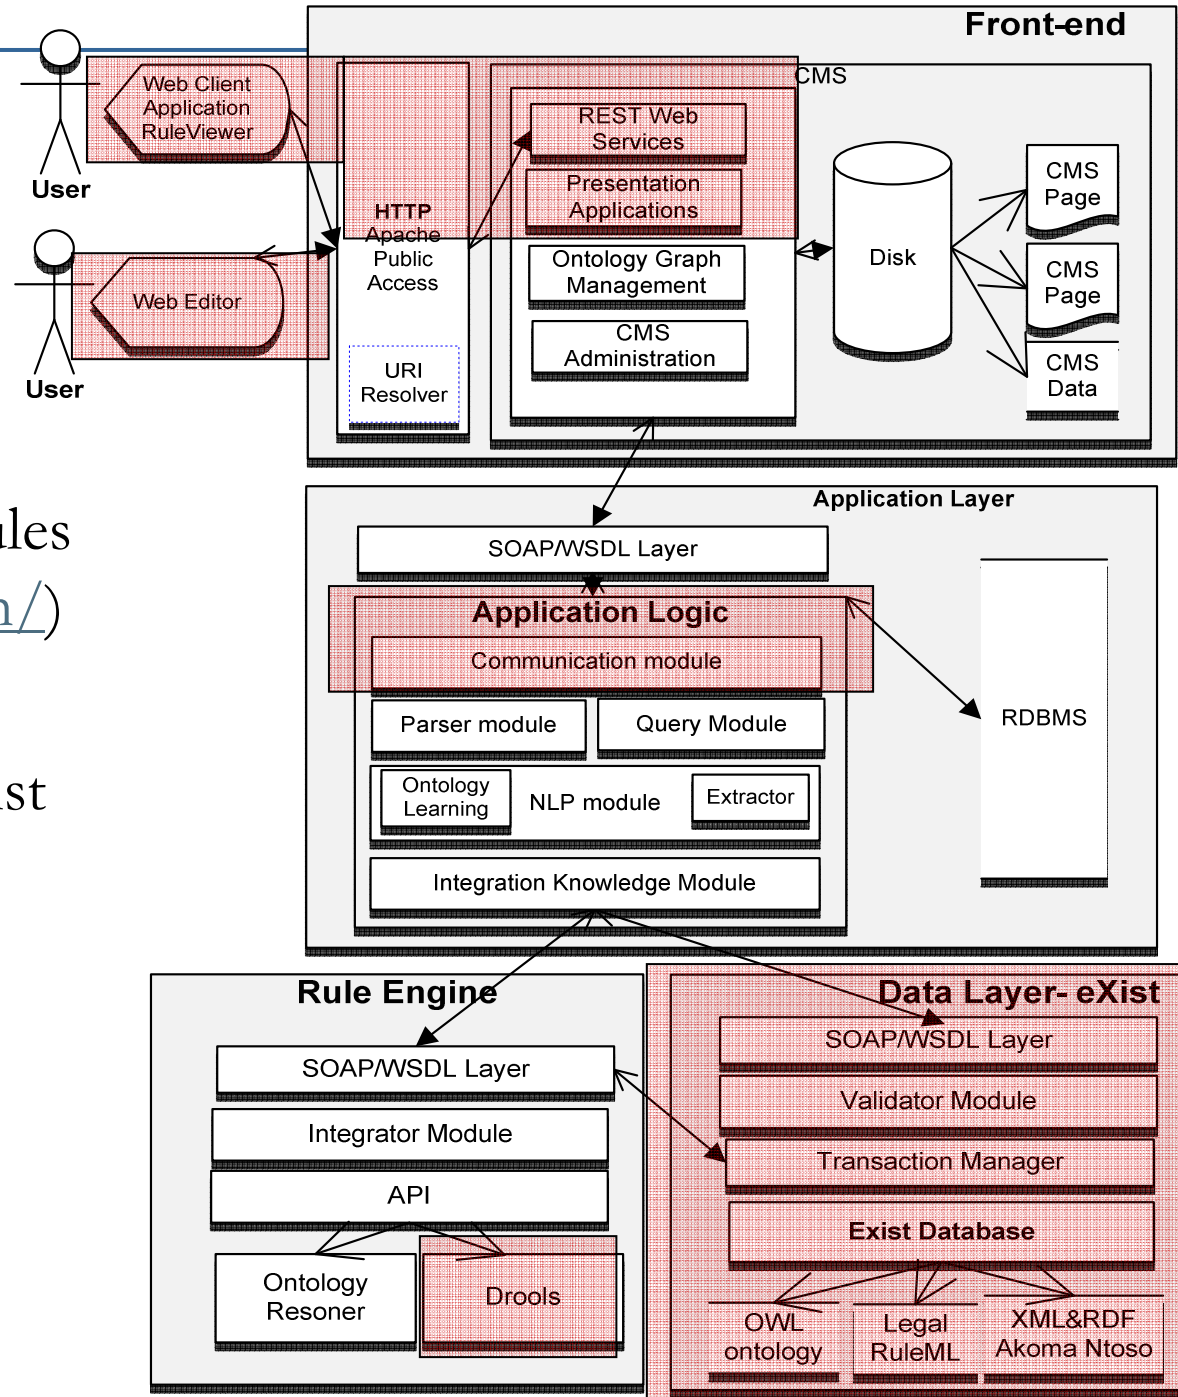 Front-end
CMS
Web Client
Application
RuleViewer
User
REST Web
Services
Presentation
Applications
HTTP
Apache
Public
Access
Ontology Graph
Management
Disk
CMS
Page
CMS
Page
CMS
Data
Web Editor
User
URI
Resolver
CMS
Administration
Application Layer
SOAP/WSDL Layer
Application Logic
Communication module
Parser module
Query Module
RDBMS
Ontology
Learning
NLP module
Extractor
Integration Knowledge Module
Rule Engine
SOAP/WSDL Layer
Integrator Module
API
Ontology
Resoner
Drools
Data Layer- eXist
SOAP/WSDL Layer
Validator Module
Transaction Manager
Exist Database
OWL
ontology
Legal
RuleML
XML&RDF
Akoma Ntoso